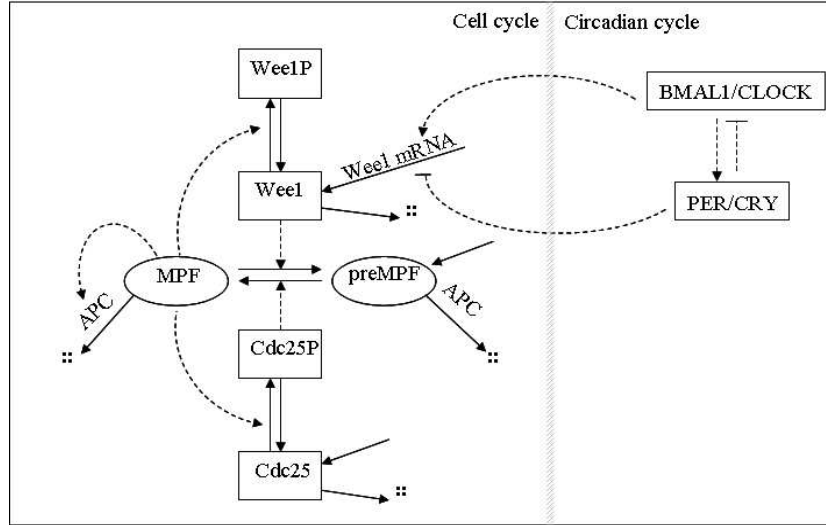 Cell cycle
Circadian cycle
Wee1P
BMAL1/CLOCK
Wee1 mRNA
Wee1
PER/CRY
MPF
preMPF
APC
APC
Cdc25P
Cdc25